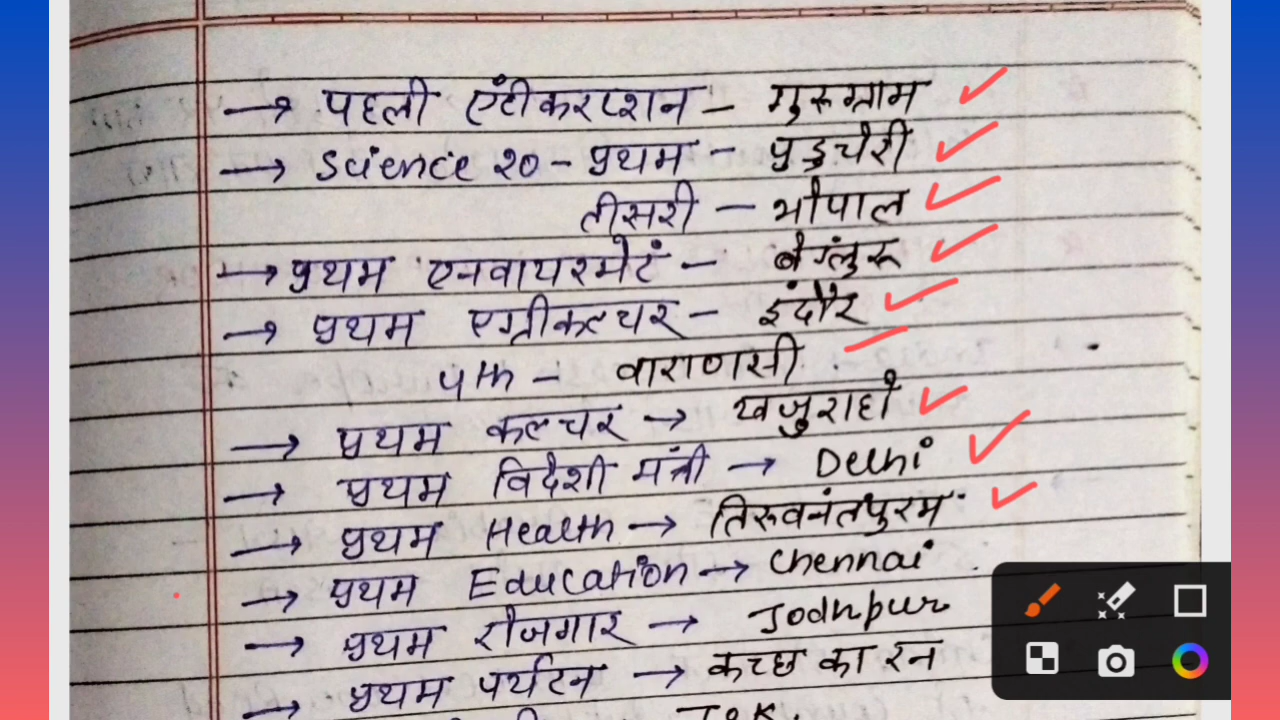 → पहली एंटीकरप्शन - गुरुग्राम
→ Science 20 - प्रथम - पुडुचेरी
तीसरी - भोपाल
→ प्रथम एनवायरमेटं - बेंग्लुरु
→ प्रथम एग्रीकल्चर - इंदौर
4th - वाराणसी
→ प्रथम कल्चर → खजुराहो
→ प्रथम विदेशी मंत्री → Delhi
→ प्रथम Health → तिरुवनंतपुरम
→ प्रथम Education → Chennai
→ प्रथम रोजगार → Jodhpur
→ प्रथम पर्यटन → कच्छ का रन
→ J&K